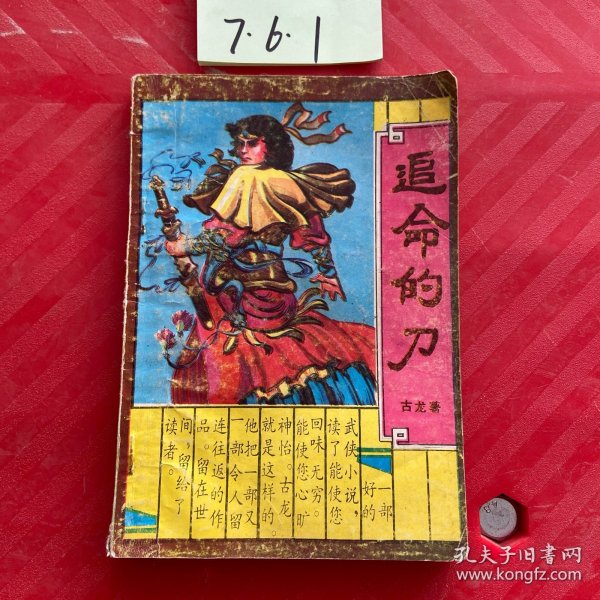 7.6.1
追命的刀
古龙著
一部
好的
武侠小说，
读了能使您
回味无穷。
能使您心旷
神怡。古龙
就是这样的。
他把一部又
一部令人留
连往返的作
品。留在世
间，留给了
读者。
孔夫子旧书网
www.kongfz.com